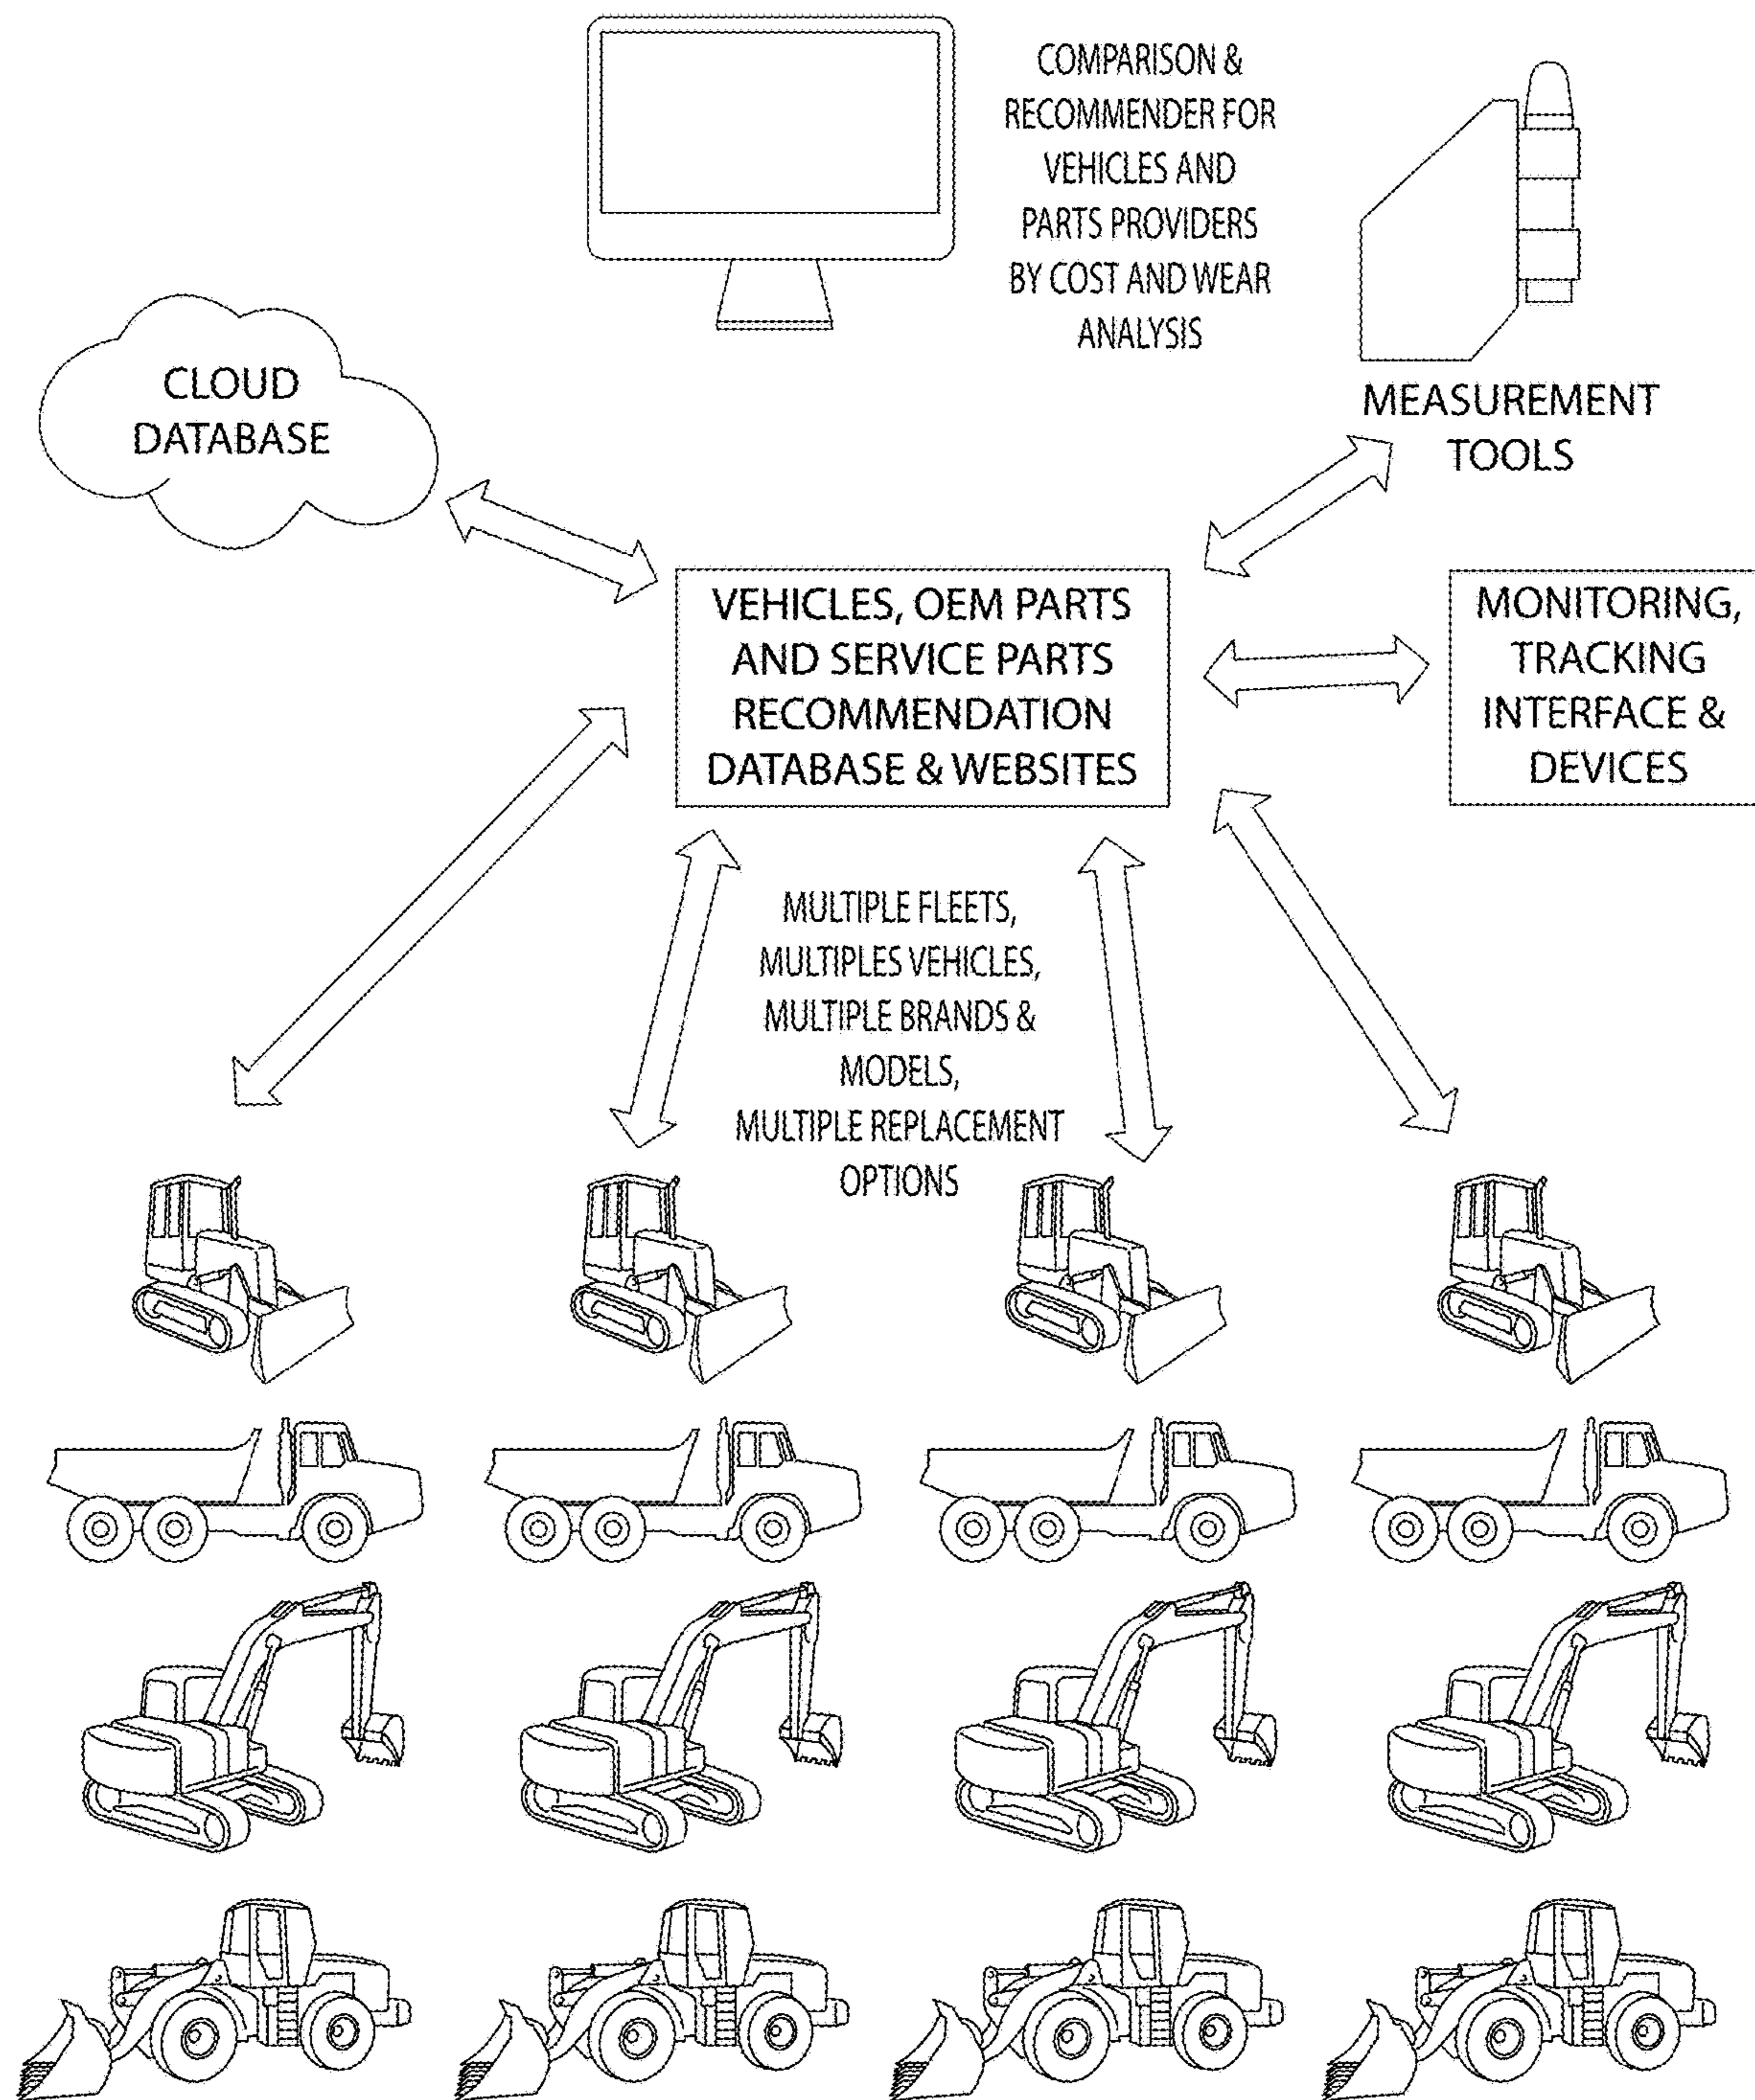 COMPARISON &
RECOMMENDER FOR
VEHICLES AND
PARTS PROVIDERS
BY COST AND WEAR
ANALYSIS
CLOUD
DATABASE
MEASUREMENT
TOOLS
VEHICLES, OEM PARTS
AND SERVICE PARTS
RECOMMENDATION
DATABASE & WEBSITES
MONITORING,
TRACKING
INTERFACE &
DEVICES
MULTIPLE FLEETS,
MULTIPLES VEHICLES,
MULTIPLE BRANDS &
MODELS,
MULTIPLE REPLACEMENT
OPTIONS